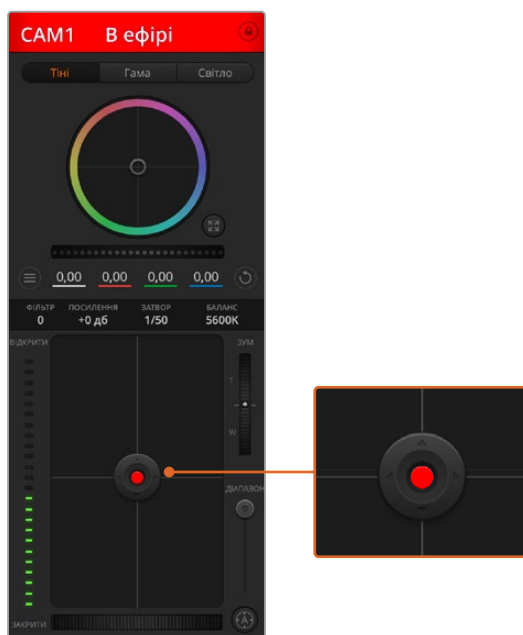 CAM1 В ефірі
Тіні Гама Світло
0,00 0,00 0,00 0,00
ФІЛЬТР ПОСИЛЕННЯ ЗАТВОР БАЛАНС
0 +0 дб 1/50 5600K
ВІДКРИТИ ЗУМ
T
W
ДІАПАЗОН
ЗАКРИТИ A